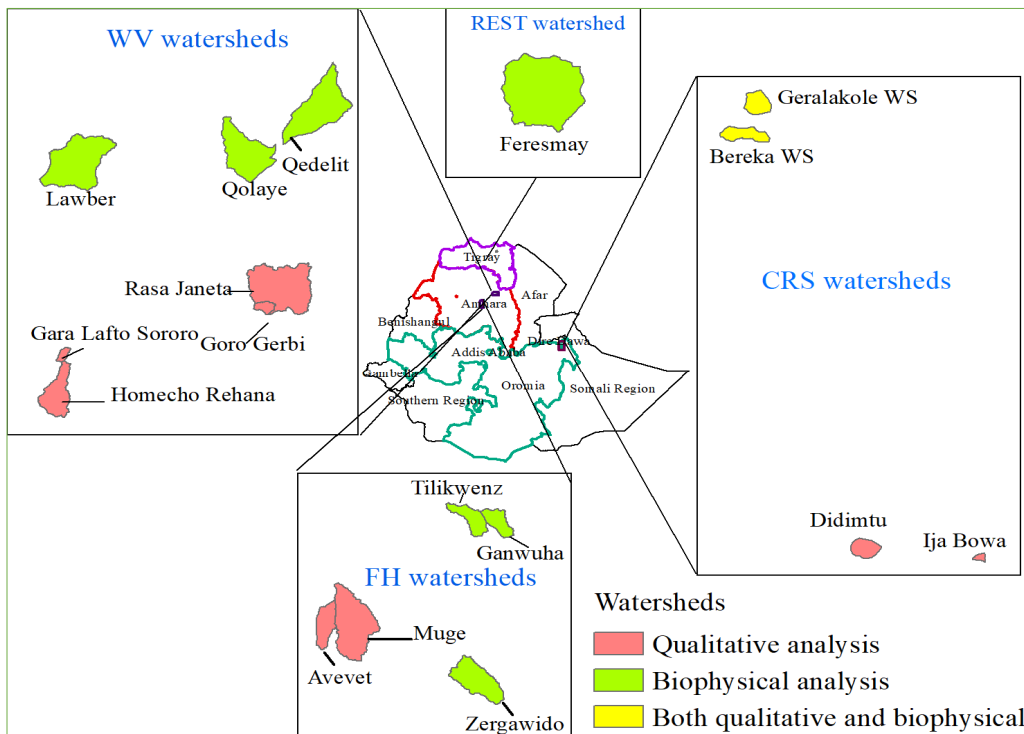 WV watersheds
Lawber
Qolaye
Qedelit
Rasa Janeta
Goro Gerbi
Gara Lafto Sororo
Homecho Rehana
REST watershed
Feresmay
Geralakole WS
Bereka WS
CRS watersheds
Didimtu
Ija Bowa
Tigray
Afar
Amhara
Benishangul
Addis Ababa
Dire Dawa
Gambella
Oromia
Somali Region
Southern Region
Tilikwenz
Ganwuha
FH watersheds
Muge
Avevet
Zergawido
Watersheds
Qualitative analysis
Biophysical analysis
Both qualitative and biophysical